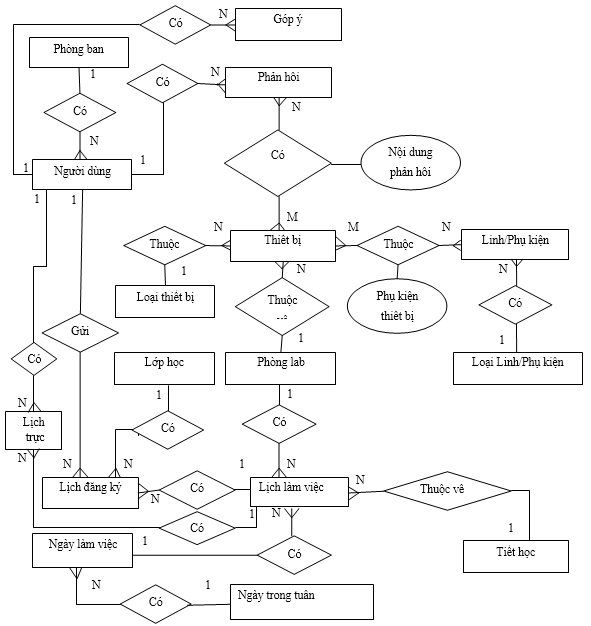 Có
N
Góp ý
Phòng ban
1
Có
N
Phản hồi
Có
N
N
1
Người dùng
1
1
1
Có
Nội dung
phản hồi
M
Thuộc
N
Thiết bị
M
Thuộc
N
Linh/Phụ kiện
1
N
N
Loại thiết bị
Thuộc
Phụ kiện
thiết bị
Có
Gửi
1
1
Có
Lớp học
Phòng lab
Loại Linh/Phụ kiện
1
1
N
Lịch
trực
Có
Có
N
N
N
1
N
N
Lịch đăng ký
N
Có
Lịch làm việc
Thuộc về
1
N
Có
1
Ngày làm việc
1
Có
Tiết học
N
Có
1
Ngày trong tuần